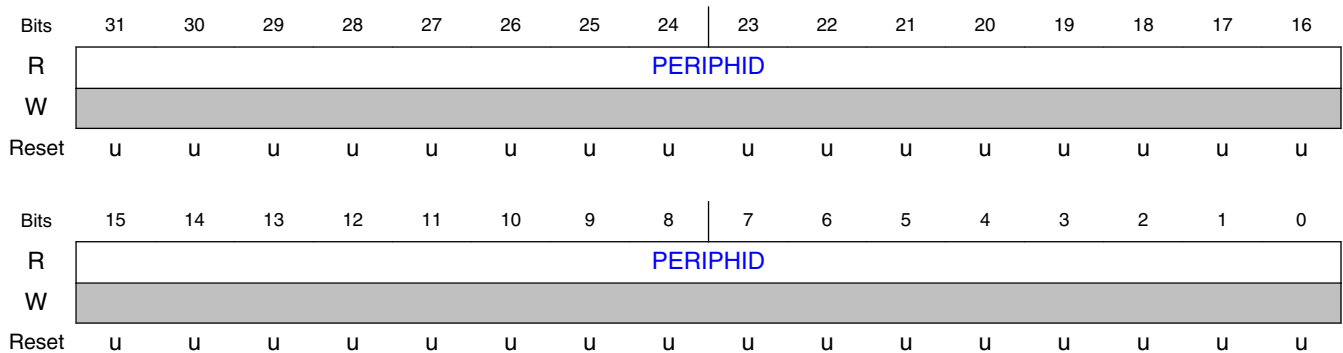 Bits 31 30 29 28 27 26 25 24 23 22 21 20 19 18 17 16
R PERIPHID
W
Reset u u u u u u u u u u u u u u u u
Bits 15 14 13 12 11 10 9 8 7 6 5 4 3 2 1 0
R PERIPHID
W
Reset u u u u u u u u u u u u u u u u